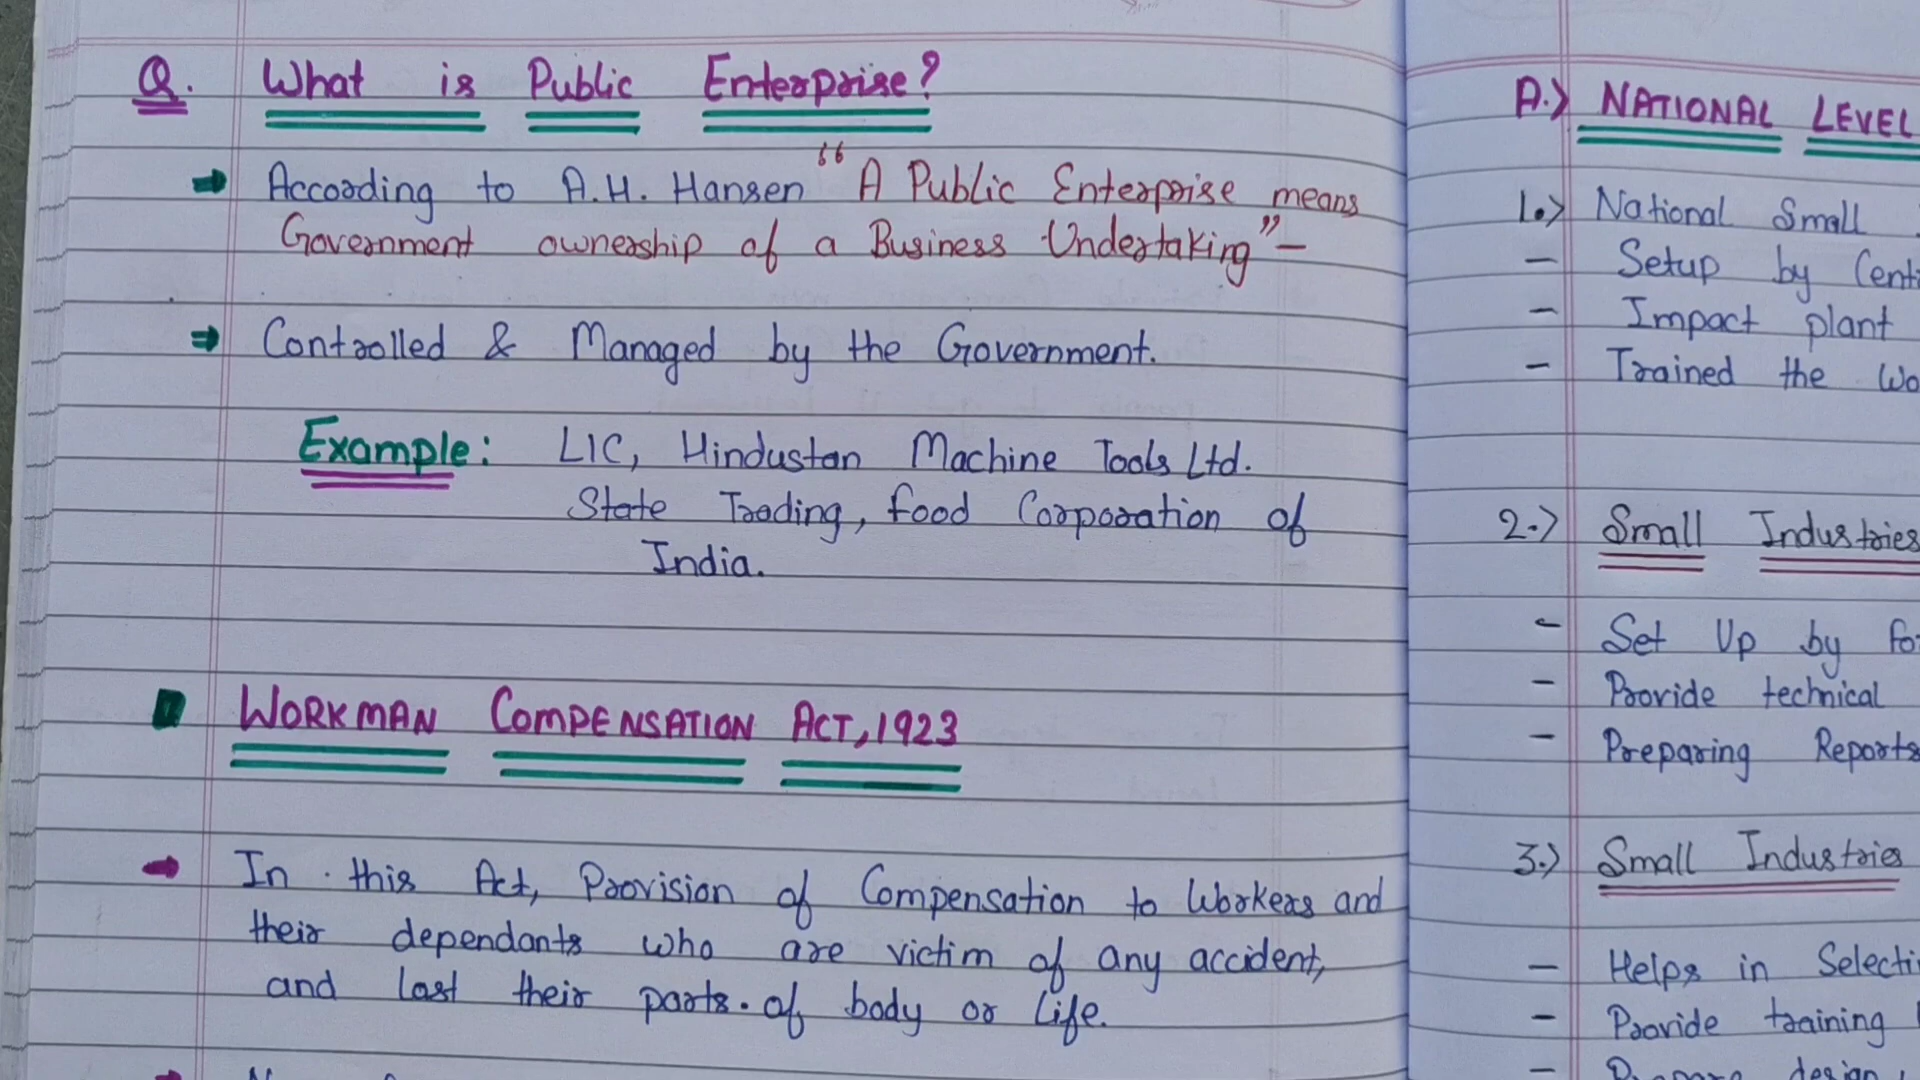 Q. What is Public Enterprise?
→ According to A.H. Hansen "A Public Enterprise means
Government ownership of a Business Undertaking"–
⇒ Controlled & Managed by the Government.
Example: LIC, Hindustan Machine Tools Ltd.
State Trading, Food Corporation of
India.
WORKMAN COMPENSATION ACT, 1923
→ In this Act, Provision of Compensation to Workers and
their dependants who are victim of any accident,
and last their parts of body or life.
A.) NATIONAL LEVEL
1.) National Small
– Setup by
– Impact plant
– Trained the
2.) Small Industries
– Set Up by
– Provide technical
– Preparing Reports
3.) Small Industries
– Helps in
– Provide training
– design